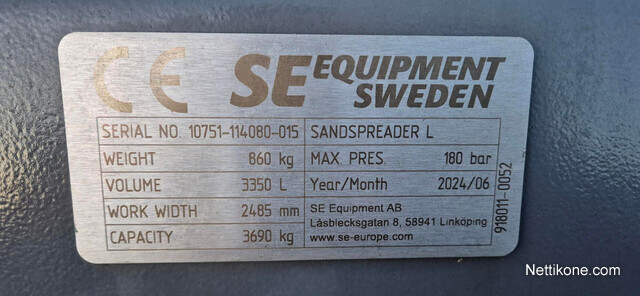 CE SE EQUIPMENT
SWEDEN
SERIAL NO. 10751-114080-015 SANDSPREADER L
WEIGHT 860 kg MAX. PRES. 180 bar
VOLUME 3350 L Year/Month 2024/06
WORK WIDTH 2485 mm SE Equipment AB
Låsblecksgatan 8, 58941 Linköping
CAPACITY 3690 kg www.se-europe.com
918011-0052
Nettikone.com